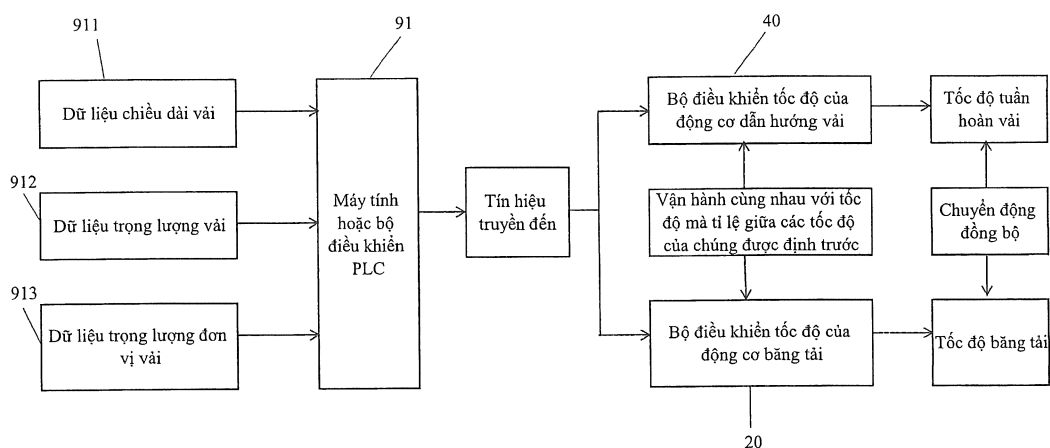 911
Dữ liệu chiều dài vải
912
Dữ liệu trọng lượng vải
913
Dữ liệu trọng lượng đơn
vị vải
91
Máy tính
hoặc bộ
điều khiển
PLC
Tín hiệu
truyền đến
40
Bộ điều khiển tốc độ của
động cơ dẫn hướng vải
Vận hành cùng nhau với tốc
độ mà tỉ lệ giữa các tốc độ
của chúng được định trước
Bộ điều khiển tốc độ của
động cơ băng tải
20
Tốc độ tuần
hoàn vải
Chuyển động
đồng bộ
Tốc độ băng tải